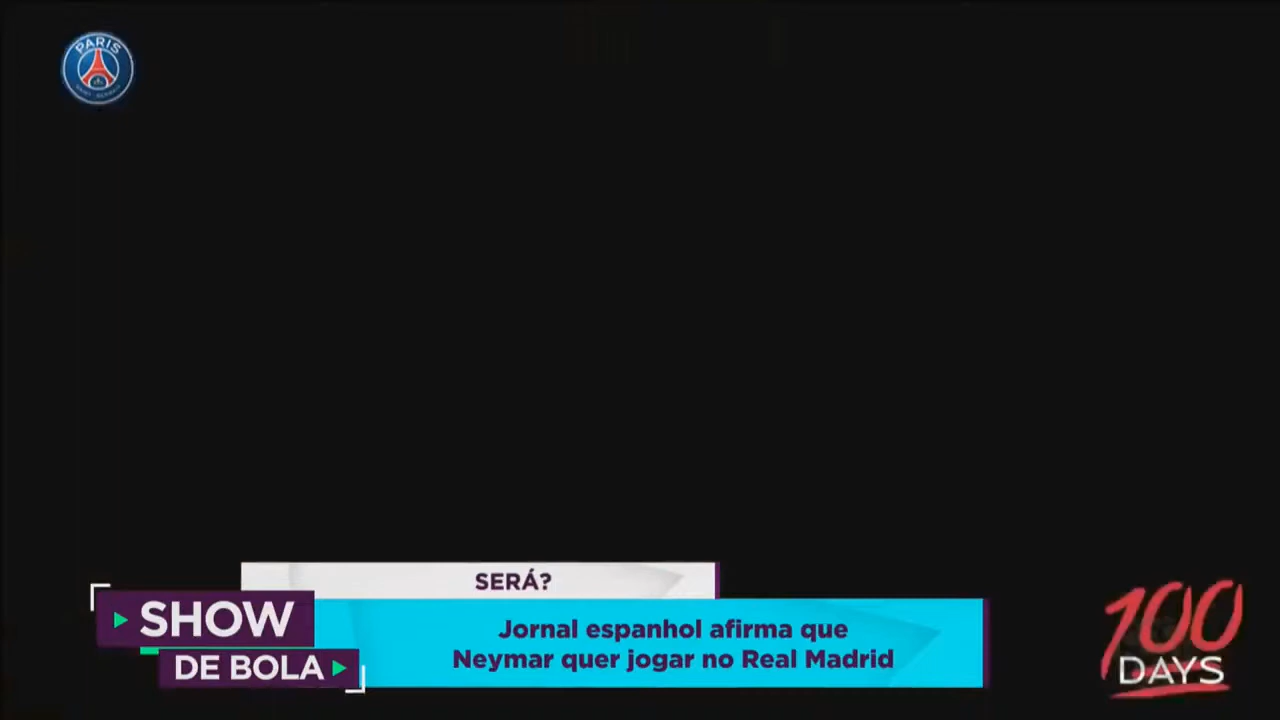 PARIS
SERÁ?
SHOW
DE BOLA
Jornal espanhol afirma que
Neymar quer jogar no Real Madrid
100
DAYS